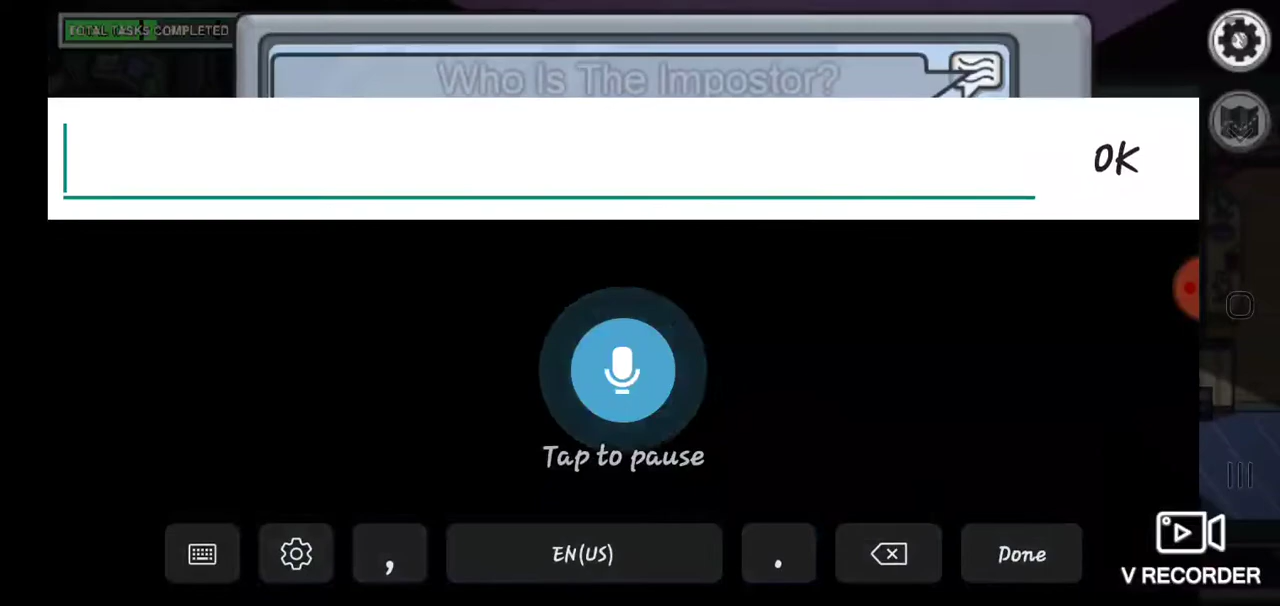 TOTAL TASKS COMPLETED
Who Is The Impostor?
OK
Tap to pause
,
EN(US)
.
Done
V RECORDER